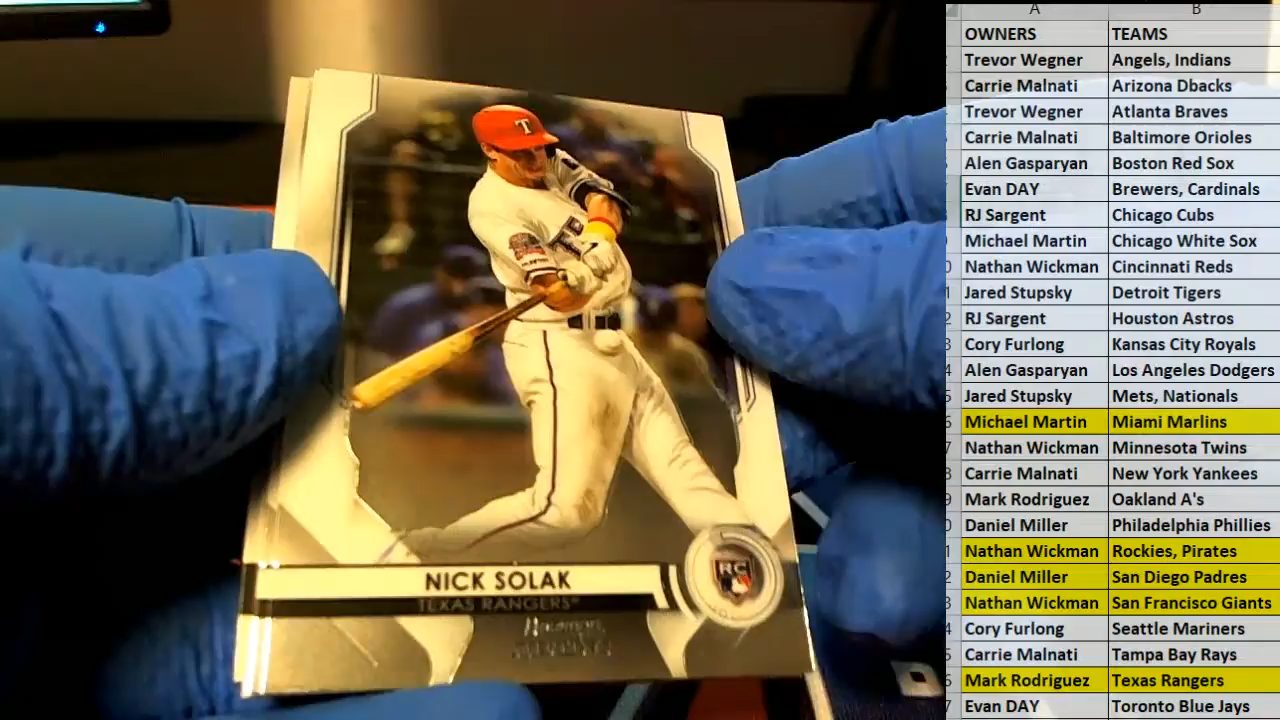 T
TE
NICK SOLAK
TEXAS RANGERS
RC
Bowman
A B
OWNERS TEAMS
Trevor Wegner Angels, Indians
Carrie Malnati Arizona Dbacks
Trevor Wegner Atlanta Braves
Carrie Malnati Baltimore Orioles
Alen Gasparyan Boston Red Sox
Evan DAY Brewers, Cardinals
RJ Sargent Chicago Cubs
Michael Martin Chicago White Sox
Nathan Wickman Cincinnati Reds
Jared Stupsky Detroit Tigers
RJ Sargent Houston Astros
Cory Furlong Kansas City Royals
Alen Gasparyan Los Angeles Dodgers
Jared Stupsky Mets, Nationals
Michael Martin Miami Marlins
Nathan Wickman Minnesota Twins
Carrie Malnati New York Yankees
Mark Rodriguez Oakland A's
Daniel Miller Philadelphia Phillies
Nathan Wickman Rockies, Pirates
Daniel Miller San Diego Padres
Nathan Wickman San Francisco Giants
Cory Furlong Seattle Mariners
Carrie Malnati Tampa Bay Rays
Mark Rodriguez Texas Rangers
Evan DAY Toronto Blue Jays